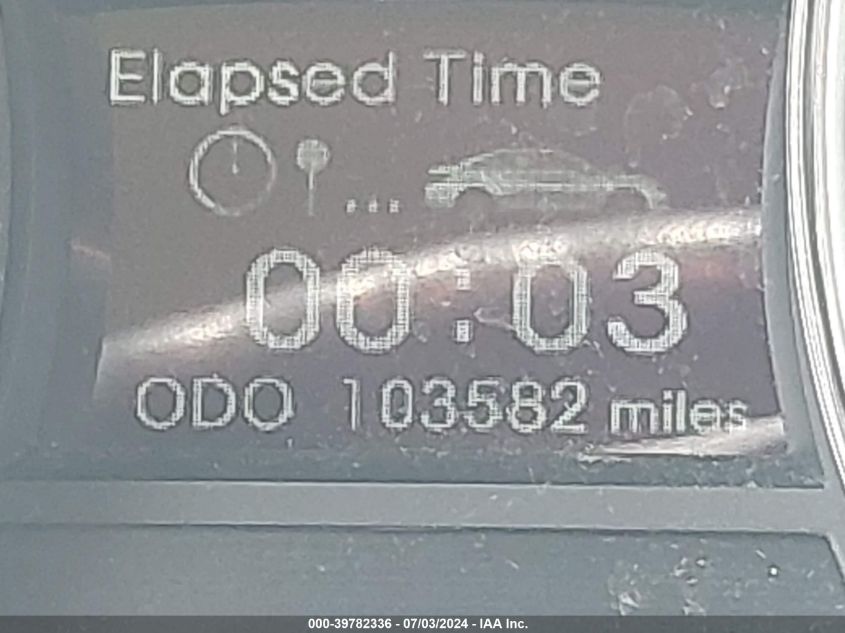 Elapsed Time
00:03
ODO 103582 miles
000-39782336 - 07/03/2024 - IAA Inc.